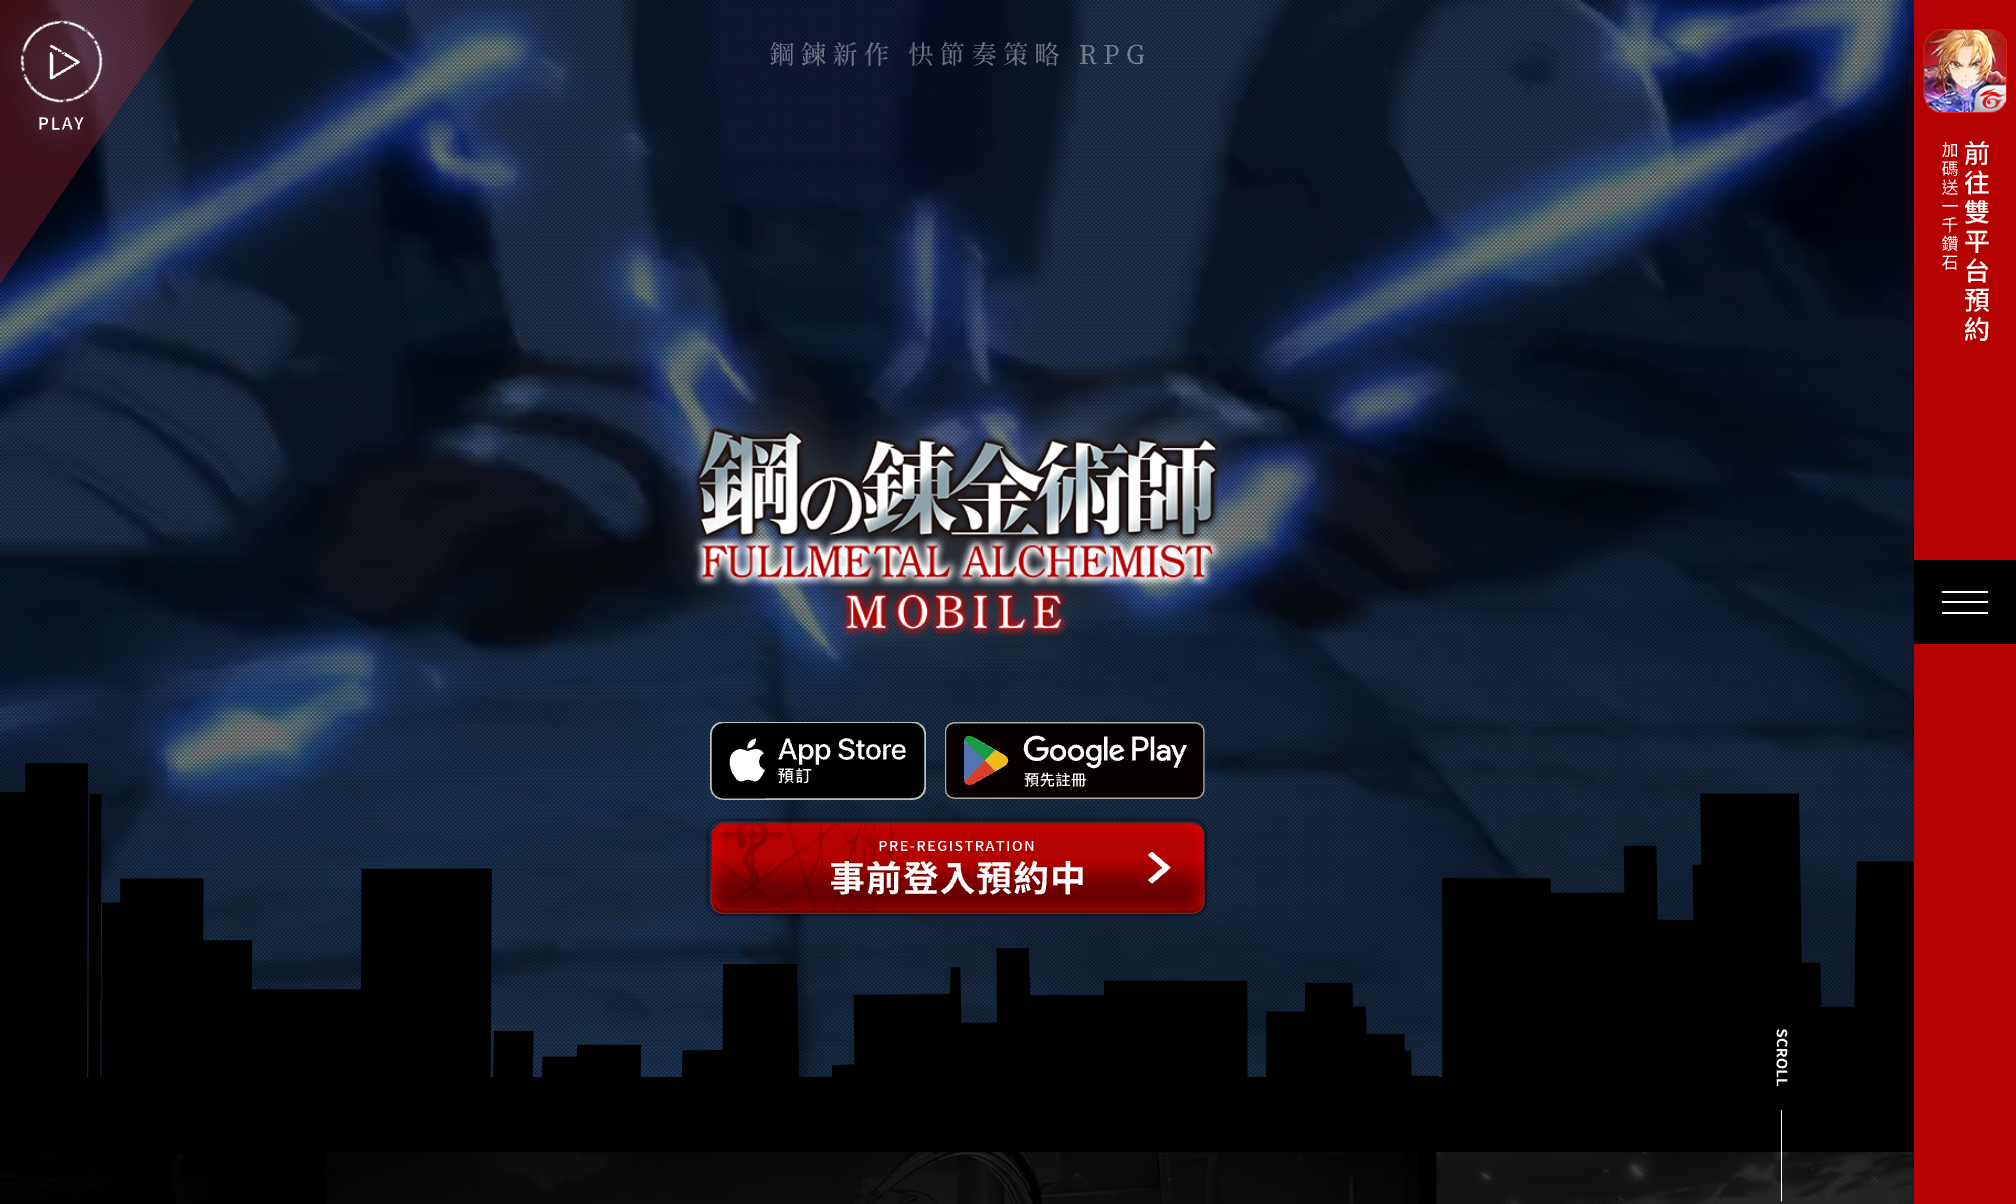 PLAY
鋼鍊新作 快節奏策略 RPG
鋼の錬金術師
FULLMETAL ALCHEMIST
MOBILE
App Store
預訂
Google Play
預先註冊
PRE-REGISTRATION
事前登入預約中
前往雙平台預約
加碼送一千鑽石
SCROLL